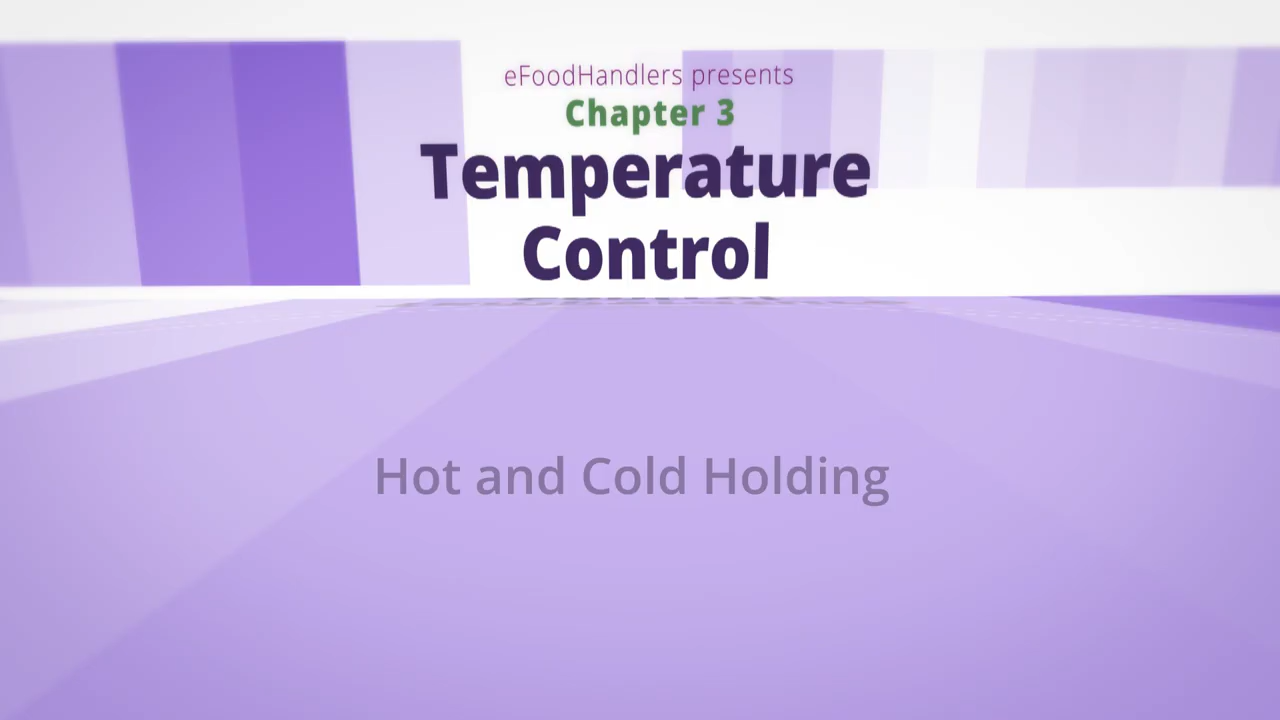 eFoodHandlers presents
Chapter 3
Temperature
Control
Hot and Cold Holding